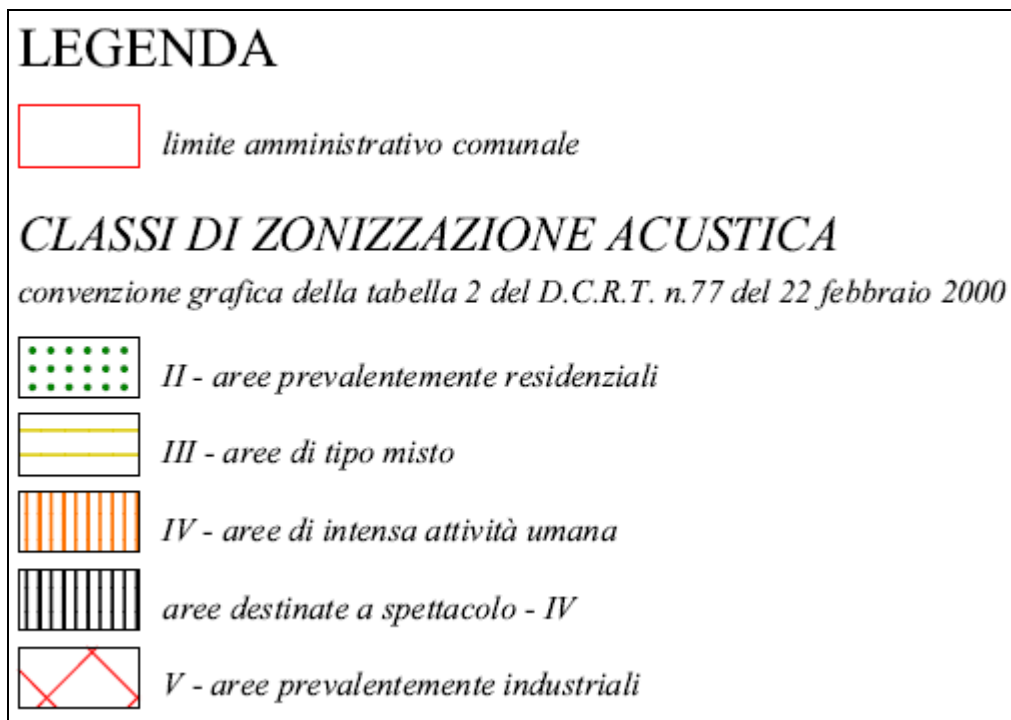 LEGENDA
limite amministrativo comunale
CLASSI DI ZONIZZAZIONE ACUSTICA
convenzione grafica della tabella 2 del D.C.R.T. n.77 del 22 febbraio 2000
II - aree prevalentemente residenziali
III - aree di tipo misto
IV - aree di intensa attività umana
aree destinate a spettacolo - IV
V - aree prevalentemente industriali